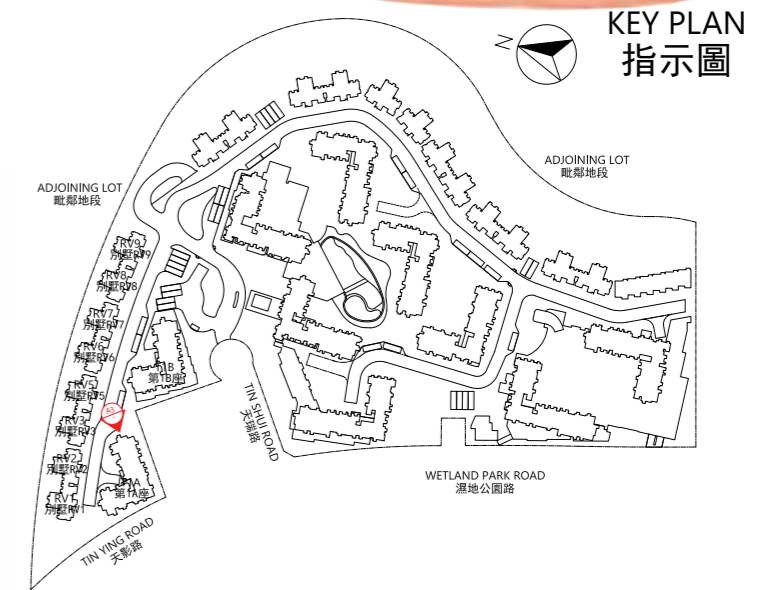 KEY PLAN
指示圖
N
ADJOINING LOT
毗鄰地段
ADJOINING LOT
毗鄰地段
RV9
別墅RV9
RV8
別墅RV8
RV7
別墅RV7
RV6
別墅RV6
RV5
別墅RV5
RV3
別墅RV3
RV2
別墅RV2
RV1
別墅RV1
T1B
第1B座
A3
T1A
第1A座
TIN SHUI ROAD
天瑞路
WETLAND PARK ROAD
濕地公園路
TIN YING ROAD
天影路